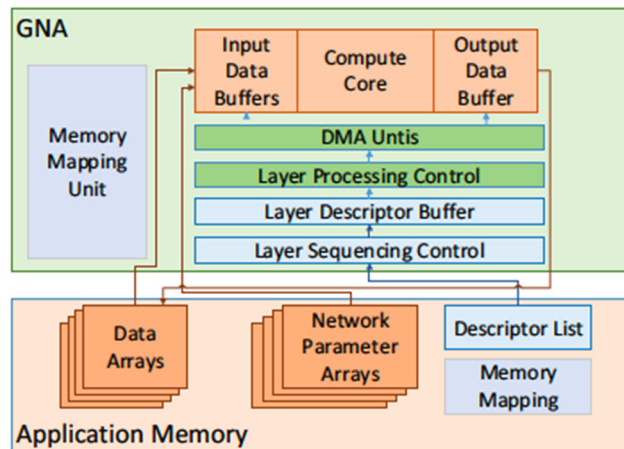 GNA
Input
Data
Buffers
Compute
Core
Output
Data
Buffer
Memory
Mapping
Unit
DMA Untis
Layer Processing Control
Layer Descriptor Buffer
Layer Sequencing Control
Data
Arrays
Network
Parameter
Arrays
Descriptor List
Memory
Mapping
Application Memory